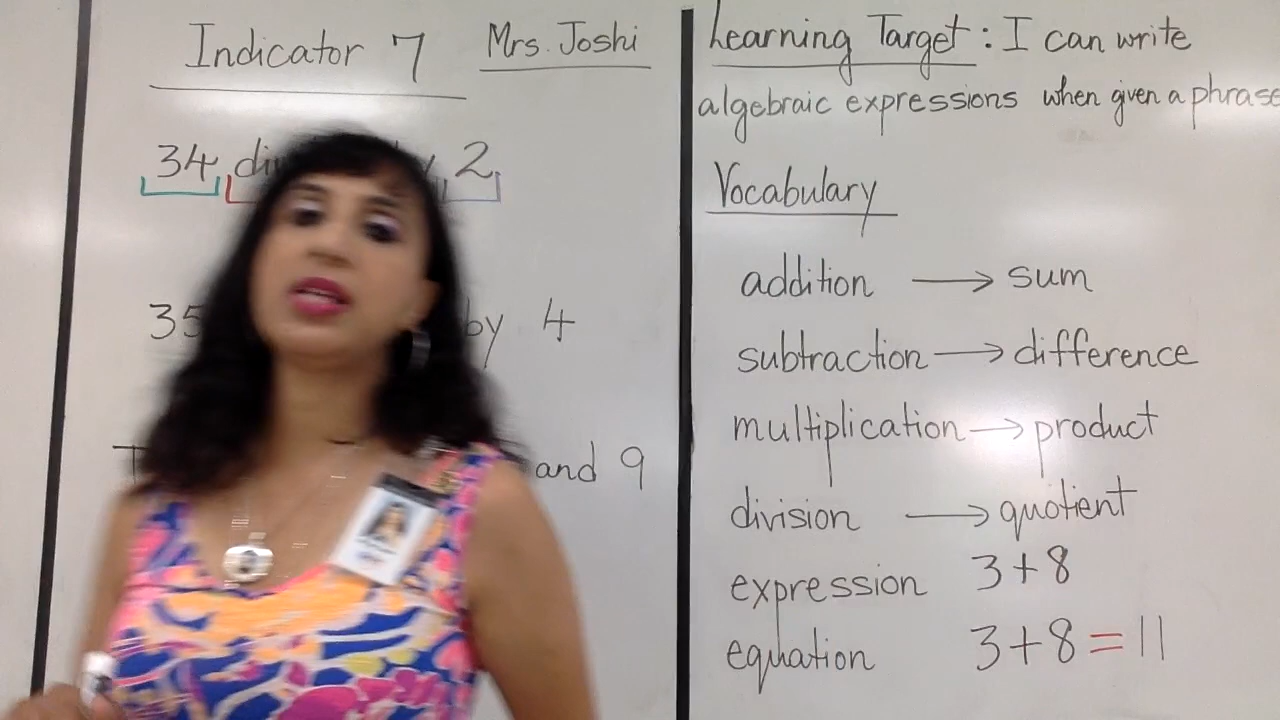 Indicator 7
Mrs. Joshi
34 by 2
35 by 4
and 9
Learning Target : I can write
algebraic expressions when given a phrase
Vocabulary
addition → sum
subtraction → difference
multiplication → product
division → quotient
expression 3+8
equation 3+8=11